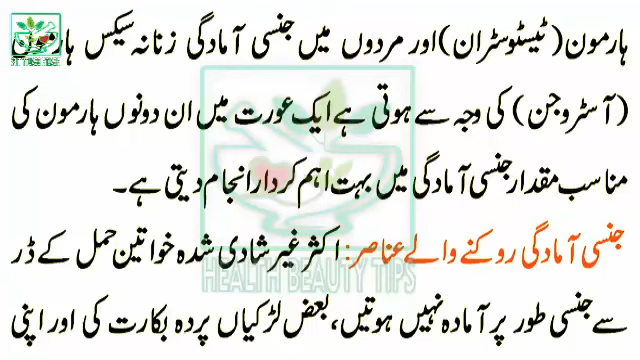 ہارمون (ٹیسٹوسٹران) اور مردوں میں جنسی آمادگی زنانہ سیکس ہارمون
(آسٹروجن) کی وجہ سے ہوتی ہے ایک عورت میں ان دونوں ہارمون کی
مناسب مقدار جنسی آمادگی میں بہت اہم کردار انجام دیتی ہے۔
جنسی آمادگی روکنے والے عناصر: اکثر غیر شادی شدہ خواتین حمل کے ڈر
HEALTH BEAUTY TIPS
سے جنسی طور پر آمادہ نہیں ہوتیں، بعض لڑکیاں پردہ بکارت کی اور اپنی